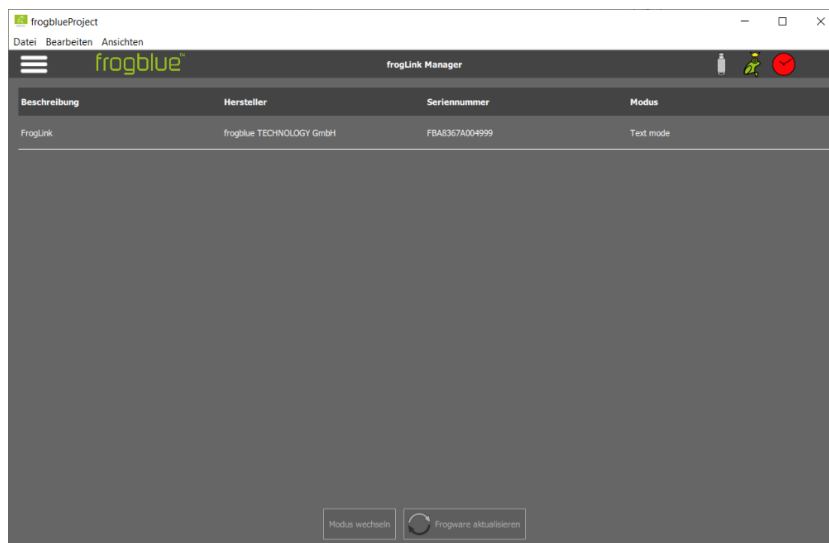 frogblueProject
Datei Bearbeiten Ansichten
frogblue™
frogLink Manager
Beschreibung Hersteller Seriennummer Modus
FrogLink frogblue TECHNOLOGY GmbH FBA8367A004999 Text mode
Modus wechseln Frogware aktualisieren